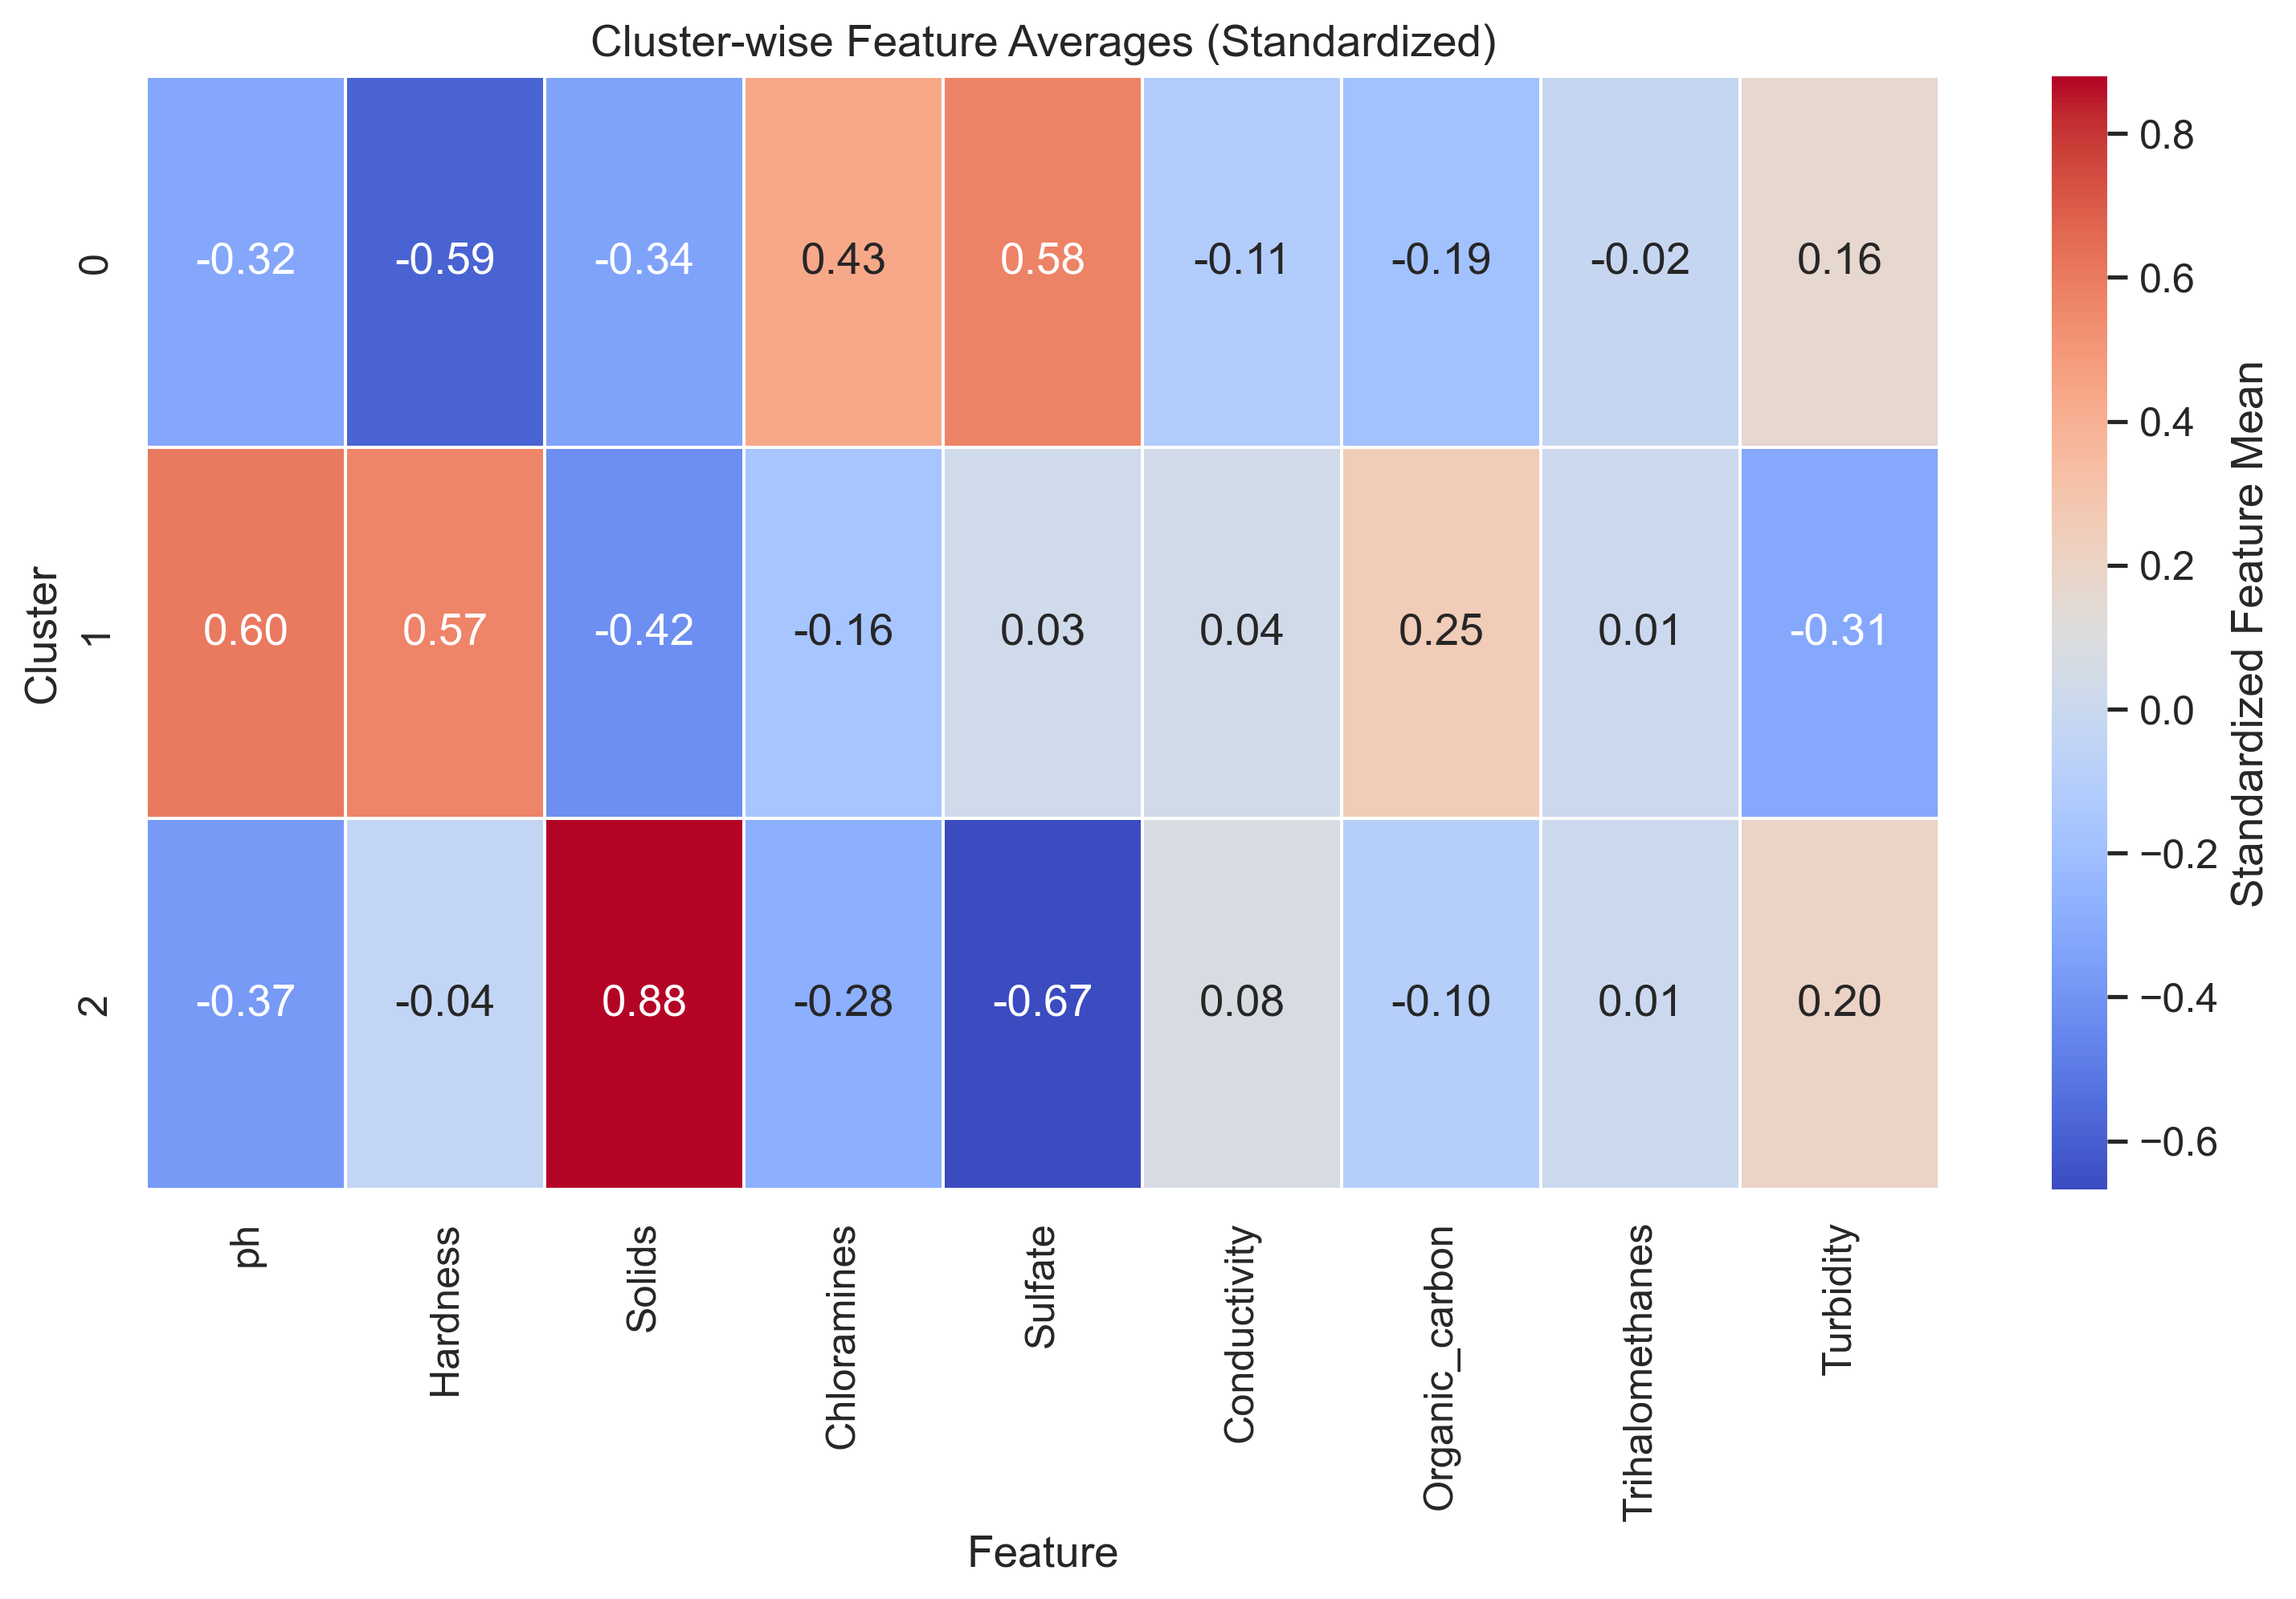 Cluster-wise Feature Averages (Standardized)
0 -0.32 -0.59 -0.34 0.43 0.58 -0.11 -0.19 -0.02 0.16
1 0.60 0.57 -0.42 -0.16 0.03 0.04 0.25 0.01 -0.31
2 -0.37 -0.04 0.88 -0.28 -0.67 0.08 -0.10 0.01 0.20
Cluster
ph
Hardness
Solids
Chloramines
Sulfate
Conductivity
Organic_carbon
Trihalomethanes
Turbidity
Feature
0.8
0.6
0.4
0.2
0.0
−0.2
−0.4
−0.6
Standardized Feature Mean